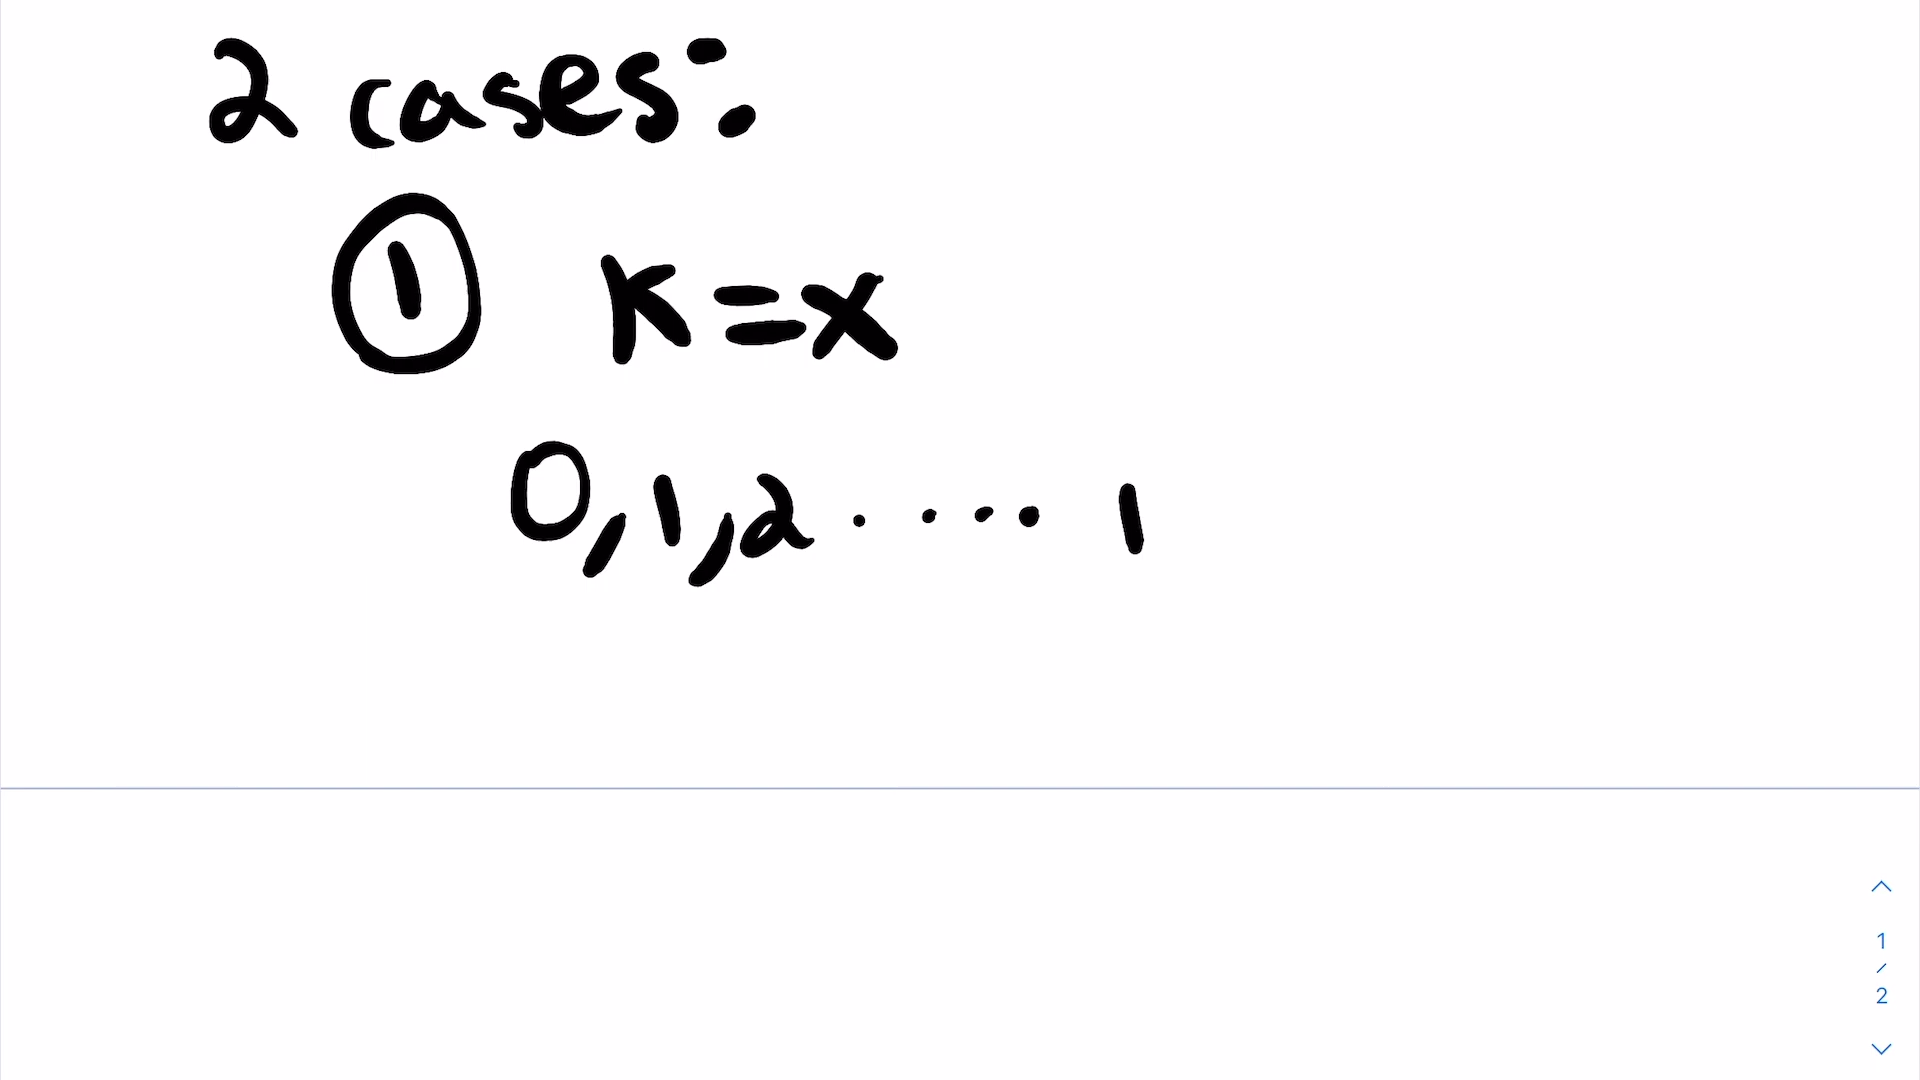 2 cases:
① K=x
0,1,2 .... 1
1
/
2